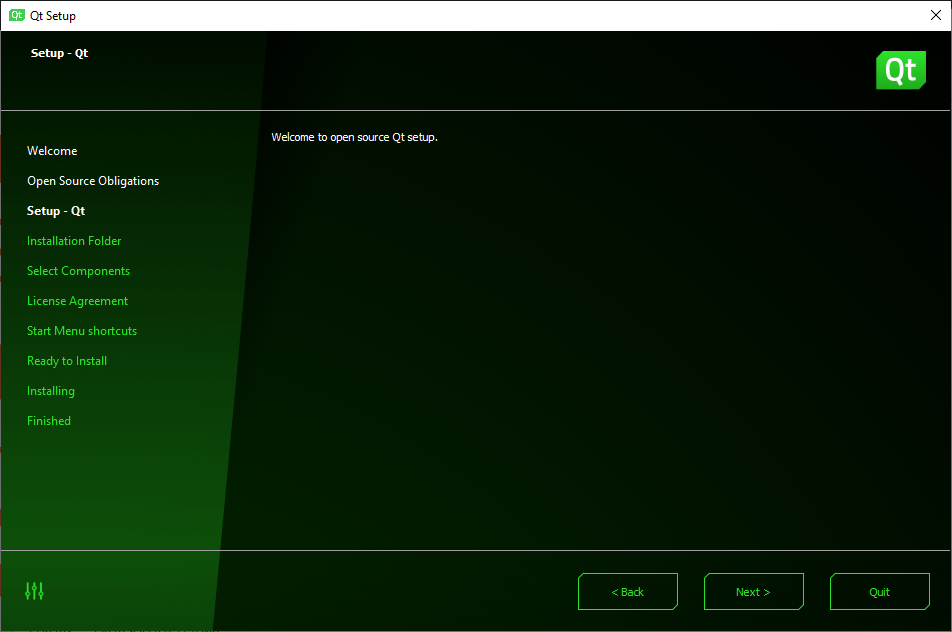 Qt Qt Setup
Setup - Qt
Qt
Welcome to open source Qt setup.
Welcome
Open Source Obligations
Setup - Qt
Installation Folder
Select Components
License Agreement
Start Menu shortcuts
Ready to Install
Installing
Finished
< Back
Next >
Quit